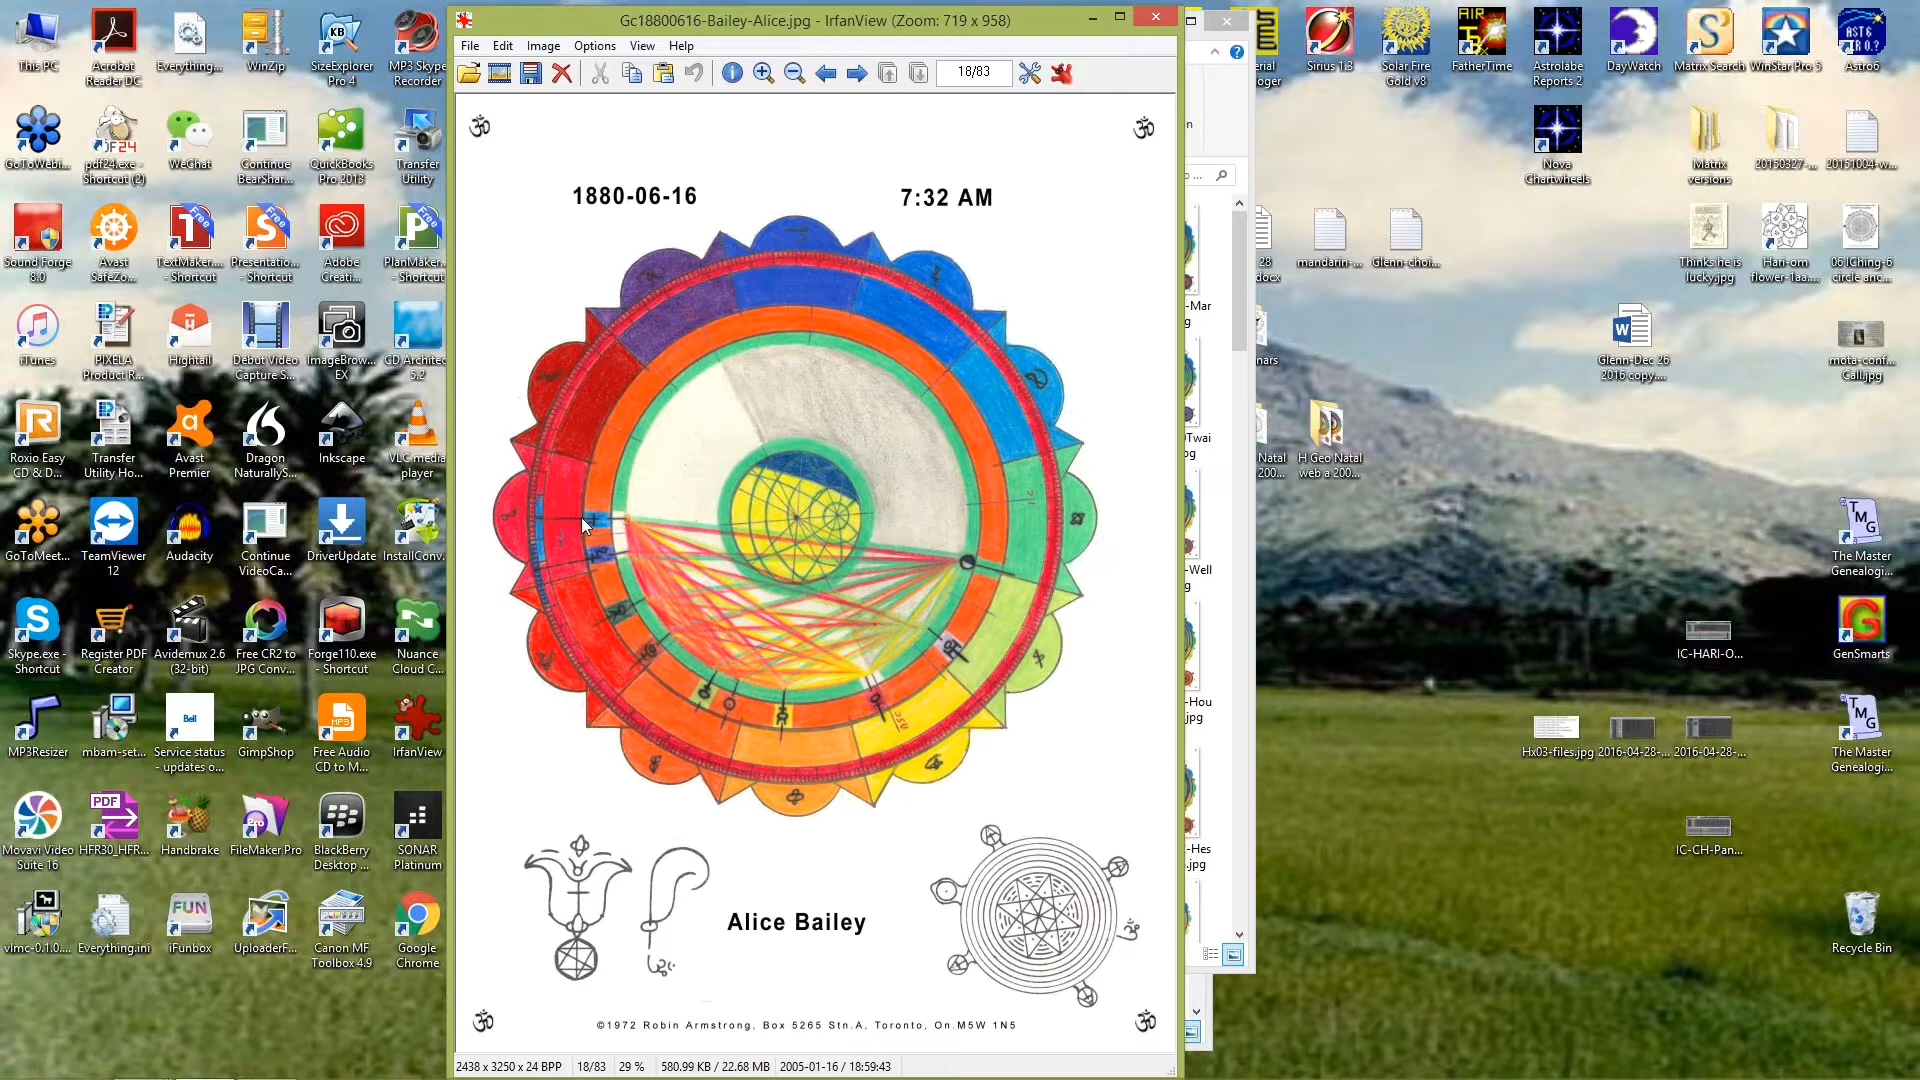 Gc18800616-Bailey-Alice.jpg - IrfanView (Zoom: 719 x 958)
File Edit Image Options View Help
18/83
ॐ ॐ
1880-06-16 7:32 AM
Alice Bailey
ॐ ॐ
©1972 Robin Armstrong, Box 5265 Stn.A, Toronto, On.M5W 1N5
2438 x 3250 x 24 BPP 18/83 29 % 580.99 KB / 22.68 MB 2005-01-16 / 18:59:43
This PC
Acrobat
Reader DC
Everything...
WinZip
SizeExplorer
Pro 4
MP3 Skype
Recorder
GoToWebi...
pdf24.exe -
Shortcut (2)
WeChat
Continue
BearShar...
QuickBooks
Pro 2013
Transfer
Utility
Sound Forge
8.0
Avast
SafeZo...
TextMaker...
- Shortcut
Presentatio...
- Shortcut
Adobe
Creati...
PlanMaker...
- Shortcut
iTunes
PIXELA
Product R...
Hightail
Debut Video
Capture S...
ImageBrow...
EX
CD Architec
5.2
Roxio Easy
CD & D...
Transfer
Utility Ho...
Avast
Premier
Dragon
NaturallyS...
Inkscape
VLC media
player
GoToMeet...
TeamViewer
12
Audacity
Continue
VideoCa...
DriverUpdate
InstallConv...
Skype.exe -
Shortcut
Register PDF
Creator
Avidemux 2.6
(32-bit)
Free CR2 to
JPG Conv...
Forge110.exe
- Shortcut
Nuance
Cloud C...
MP3Resizer
mbam-set...
Service status
- updates o...
GimpShop
Free Audio
CD to M...
IrfanView
Movavi Video
Suite 16
HFR30_HFR...
Handbrake
FileMaker Pro
BlackBerry
Desktop ...
SONAR
Platinum
vlmc-0.1.0....
Everything.ini
iFunbox
UploaderF...
Canon MF
Toolbox 4.9
Google
Chrome
Sirius 1.3
Solar Fire
Gold v8
FatherTime
Astrolabe
Reports 2
DayWatch
Matrix Search
WinStar Pro 5
Astro6
Nova
Chartwheels
Matrix
versions
20150327-...
20151004-w...
mandarin-...
Glenn-choi...
Thinks he is
lucky.jpg
Hari-om
flower-1aa...
06 IChing-6
circle anc...
Glenn-Dec 26
2016 copy....
mota-conf...
Call.jpg
H Geo Natal
web a 200...
The Master
Genealogi...
IC-HARI-O...
GenSmarts
Hx03-files.jpg
2016-04-28-...
2016-04-28-...
The Master
Genealogi...
IC-CH-Pan...
Recycle Bin